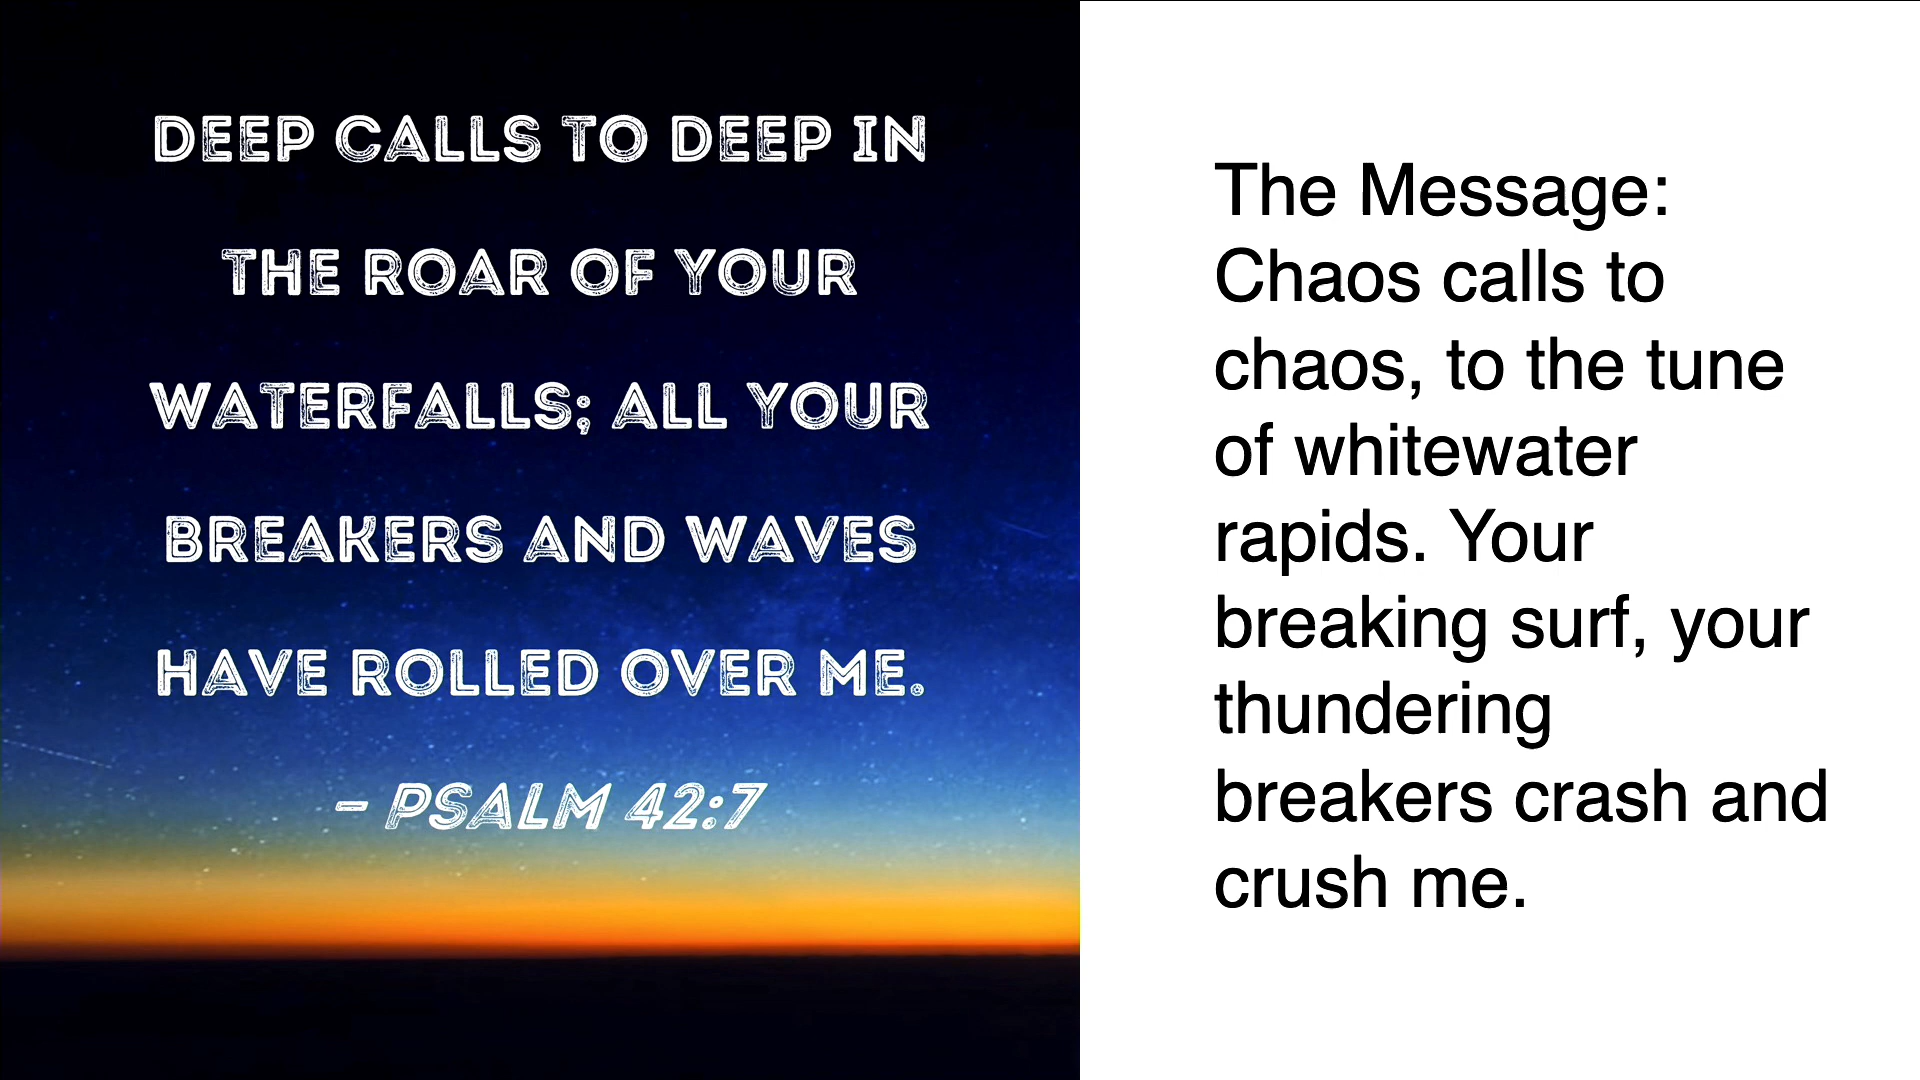 DEEP CALLS TO DEEP IN
THE ROAR OF YOUR
WATERFALLS; ALL YOUR
BREAKERS AND WAVES
HAVE ROLLED OVER ME.
– PSALM 42:7
The Message:
Chaos calls to
chaos, to the tune
of whitewater
rapids. Your
breaking surf, your
thundering
breakers crash and
crush me.